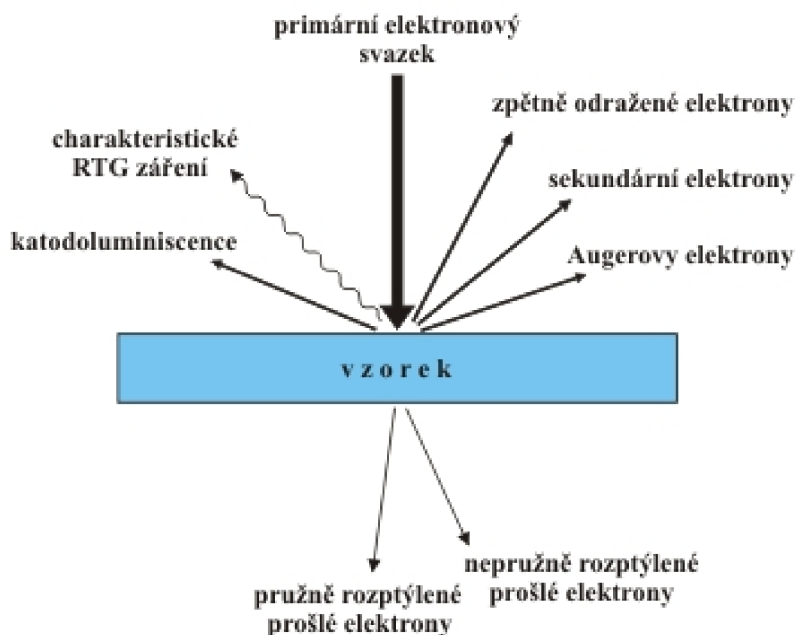 primární elektronový
svazek
zpětně odražené elektrony
charakteristické
RTG záření
sekundární elektrony
katodoluminiscence
Augerovy elektrony
vzorek
nepružně rozptýlené
prošlé elektrony
pružně rozptýlené
prošlé elektrony